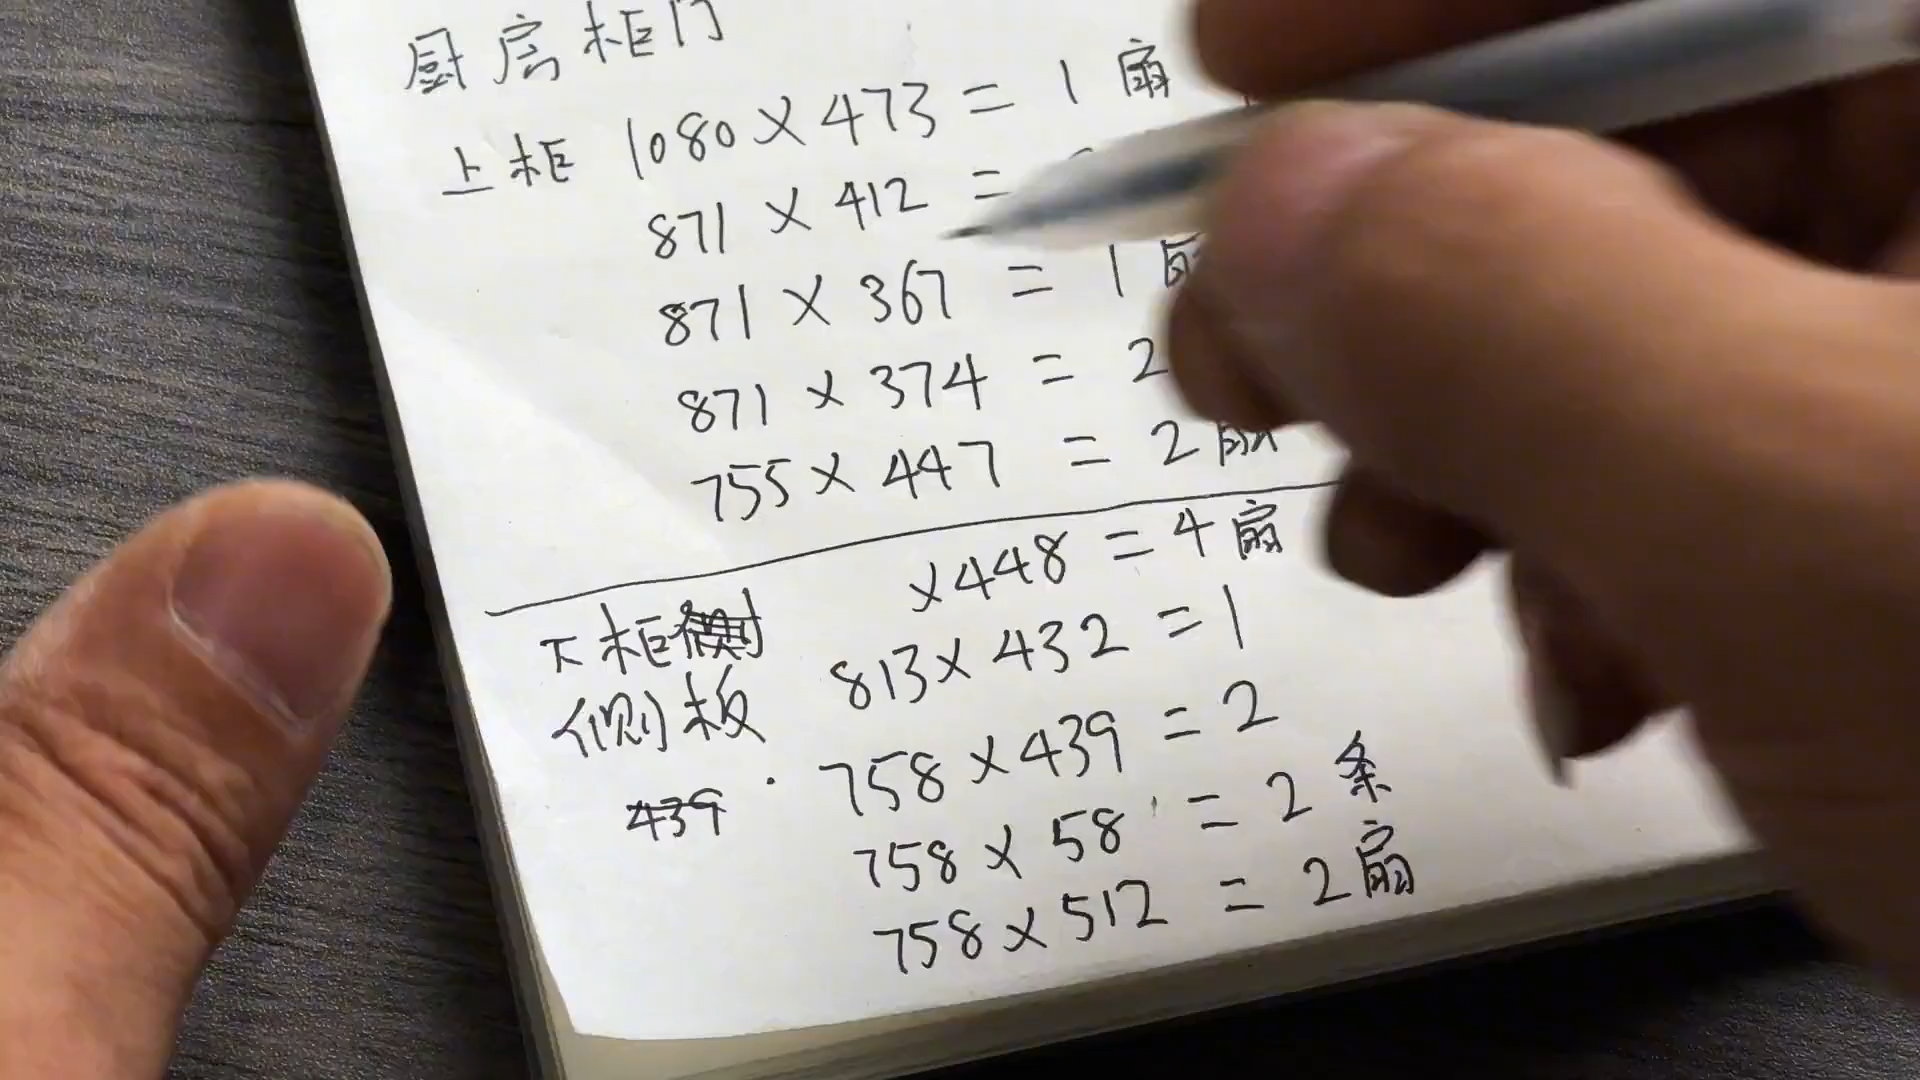 厨房柜门
上柜 1080 × 473 = 1 扇
871 × 412 =
871 × 367 = 1 扇
871 × 374 = 2
755 × 447 = 2 扇
× 448 = 4 扇
下柜
侧板 813 × 432 = 1
439 · 758 × 439 = 2
758 × 58 = 2 条
758 × 512 = 2 扇